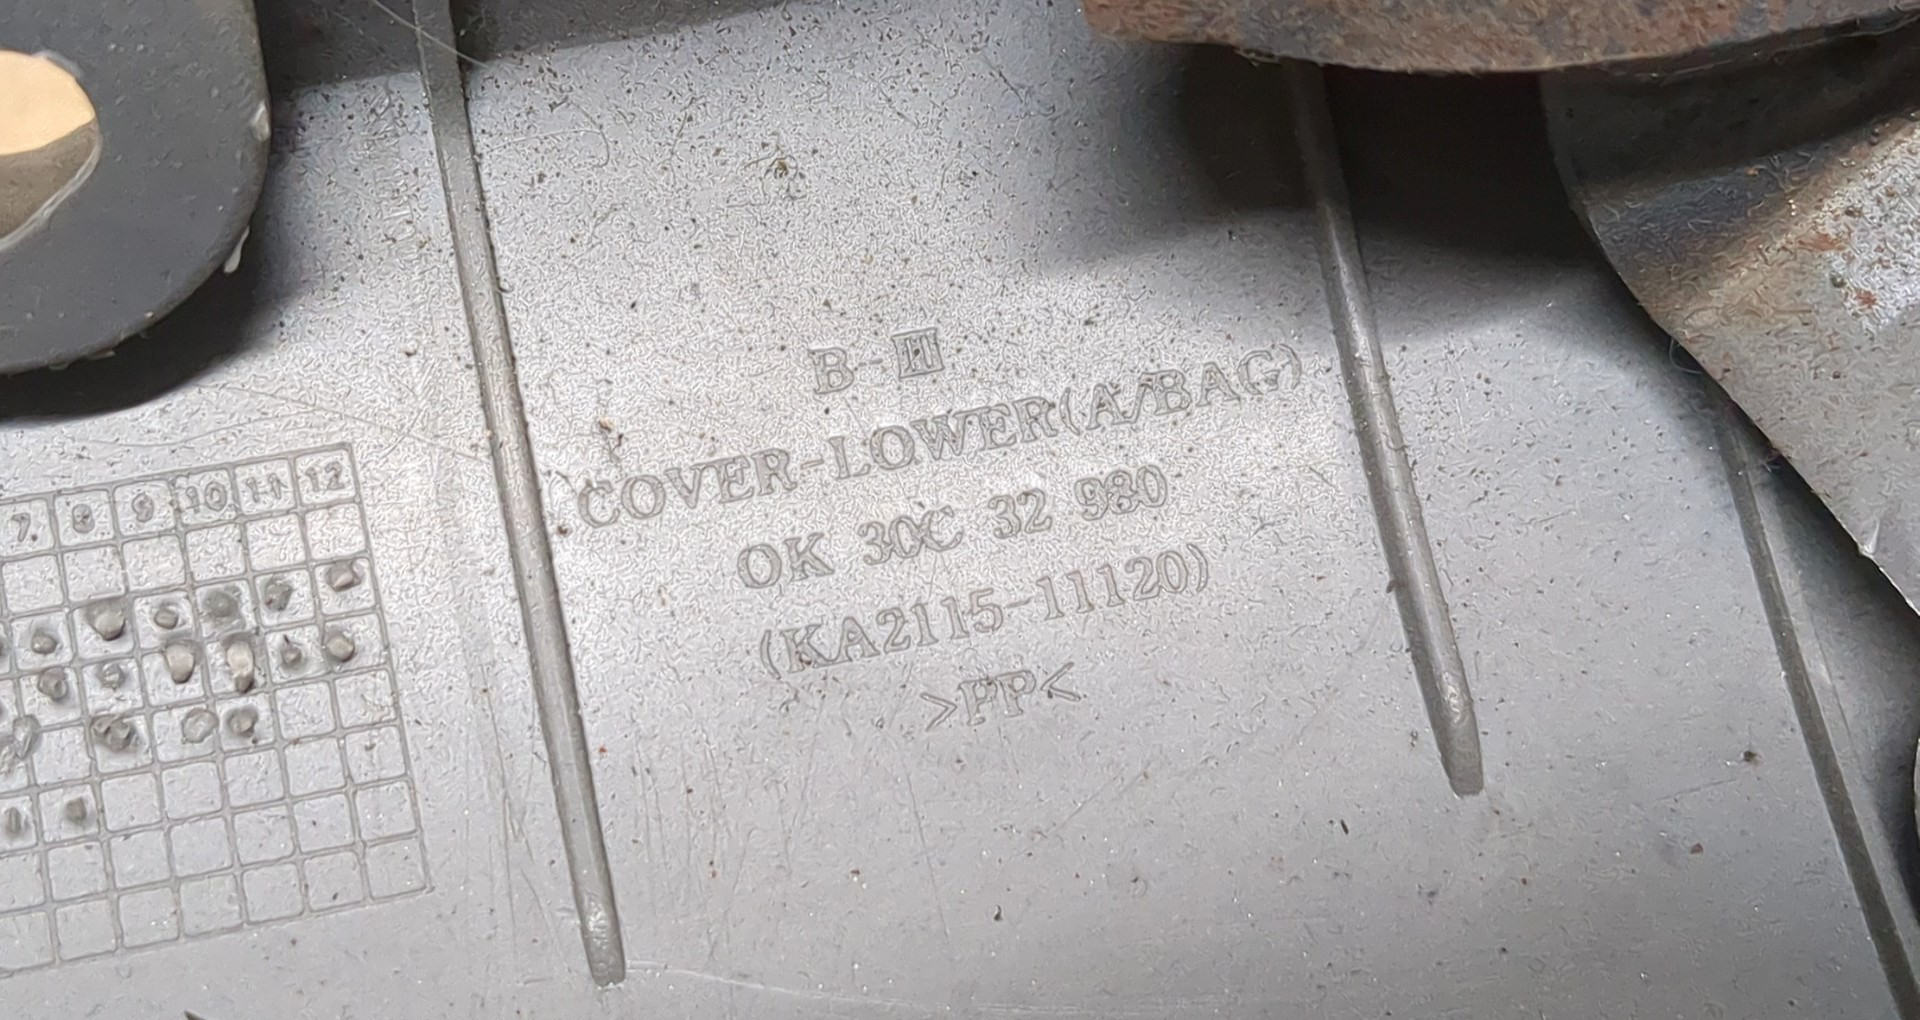 B-Ⅲ
COVER-LOWER(A/BAG)
OK 30C 32 980
(KA2115-11120)
>PP<
7 8 9 10 11 12